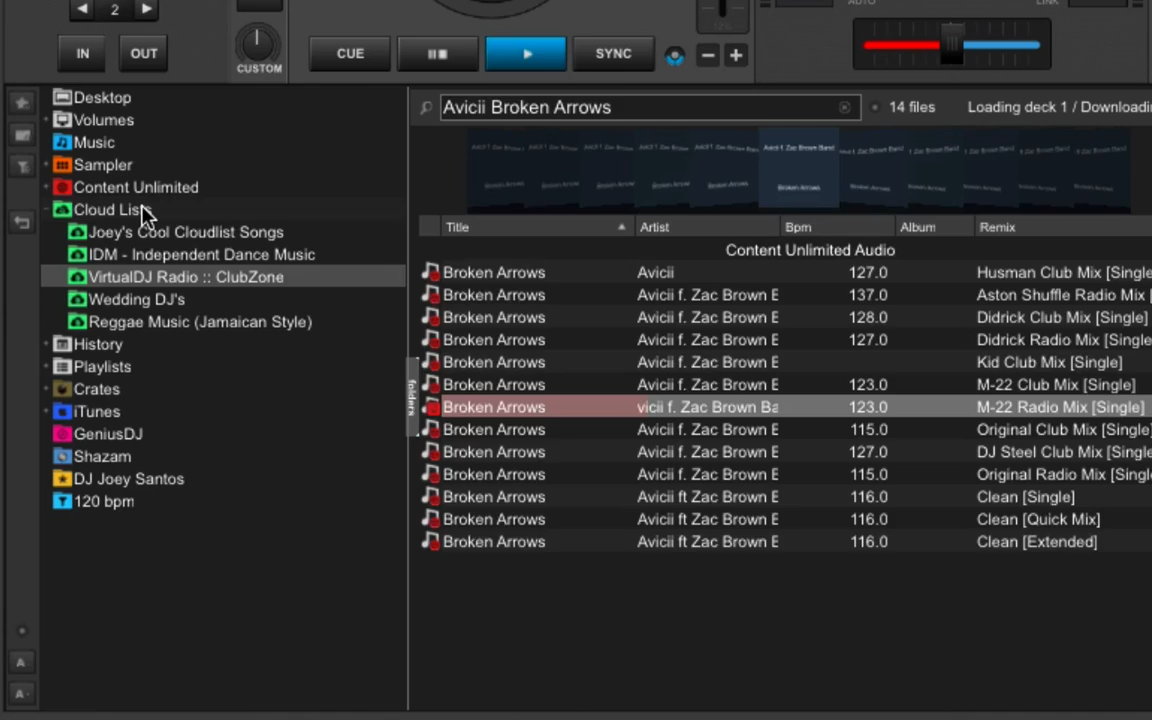 AUTO
LINK
2
IN
OUT
CUSTOM
CUE
SYNC
Desktop
Volumes
Music
Sampler
Content Unlimited
Cloud Lists
Joey's Cool Cloudlist Songs
IDM - Independent Dance Music
VirtualDJ Radio :: ClubZone
Wedding DJ's
Reggae Music (Jamaican Style)
History
Playlists
Crates
iTunes
GeniusDJ
Shazam
DJ Joey Santos
120 bpm
folders
Avicii Broken Arrows
14 files
Loading deck 1 / Downloadi
Title Artist Bpm Album Remix
Content Unlimited Audio
Broken Arrows Avicii 127.0 Husman Club Mix [Single
Broken Arrows Avicii f. Zac Brown E 137.0 Aston Shuffle Radio Mix [
Broken Arrows Avicii f. Zac Brown E 128.0 Didrick Club Mix [Single]
Broken Arrows Avicii f. Zac Brown E 127.0 Didrick Radio Mix [Single
Broken Arrows Avicii f. Zac Brown E Kid Club Mix [Single]
Broken Arrows Avicii f. Zac Brown E 123.0 M-22 Club Mix [Single]
Broken Arrows vicii f. Zac Brown Ba 123.0 M-22 Radio Mix [Single]
Broken Arrows Avicii f. Zac Brown E 115.0 Original Club Mix [Single
Broken Arrows Avicii f. Zac Brown E 127.0 DJ Steel Club Mix [Single
Broken Arrows Avicii f. Zac Brown E 115.0 Original Radio Mix [Single
Broken Arrows Avicii ft Zac Brown E 116.0 Clean [Single]
Broken Arrows Avicii ft Zac Brown E 116.0 Clean [Quick Mix]
Broken Arrows Avicii ft Zac Brown E 116.0 Clean [Extended]
A
A